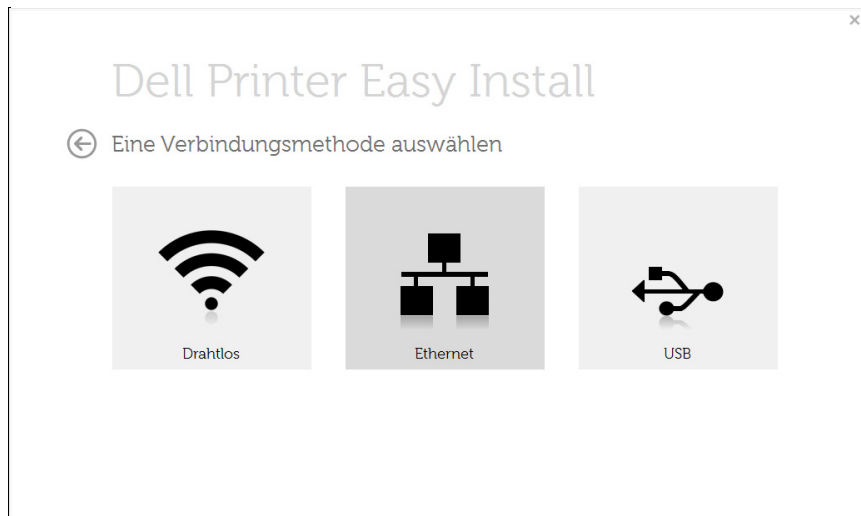 Dell Printer Easy Install
Eine Verbindungsmethode auswählen
Drahtlos
Ethernet
USB